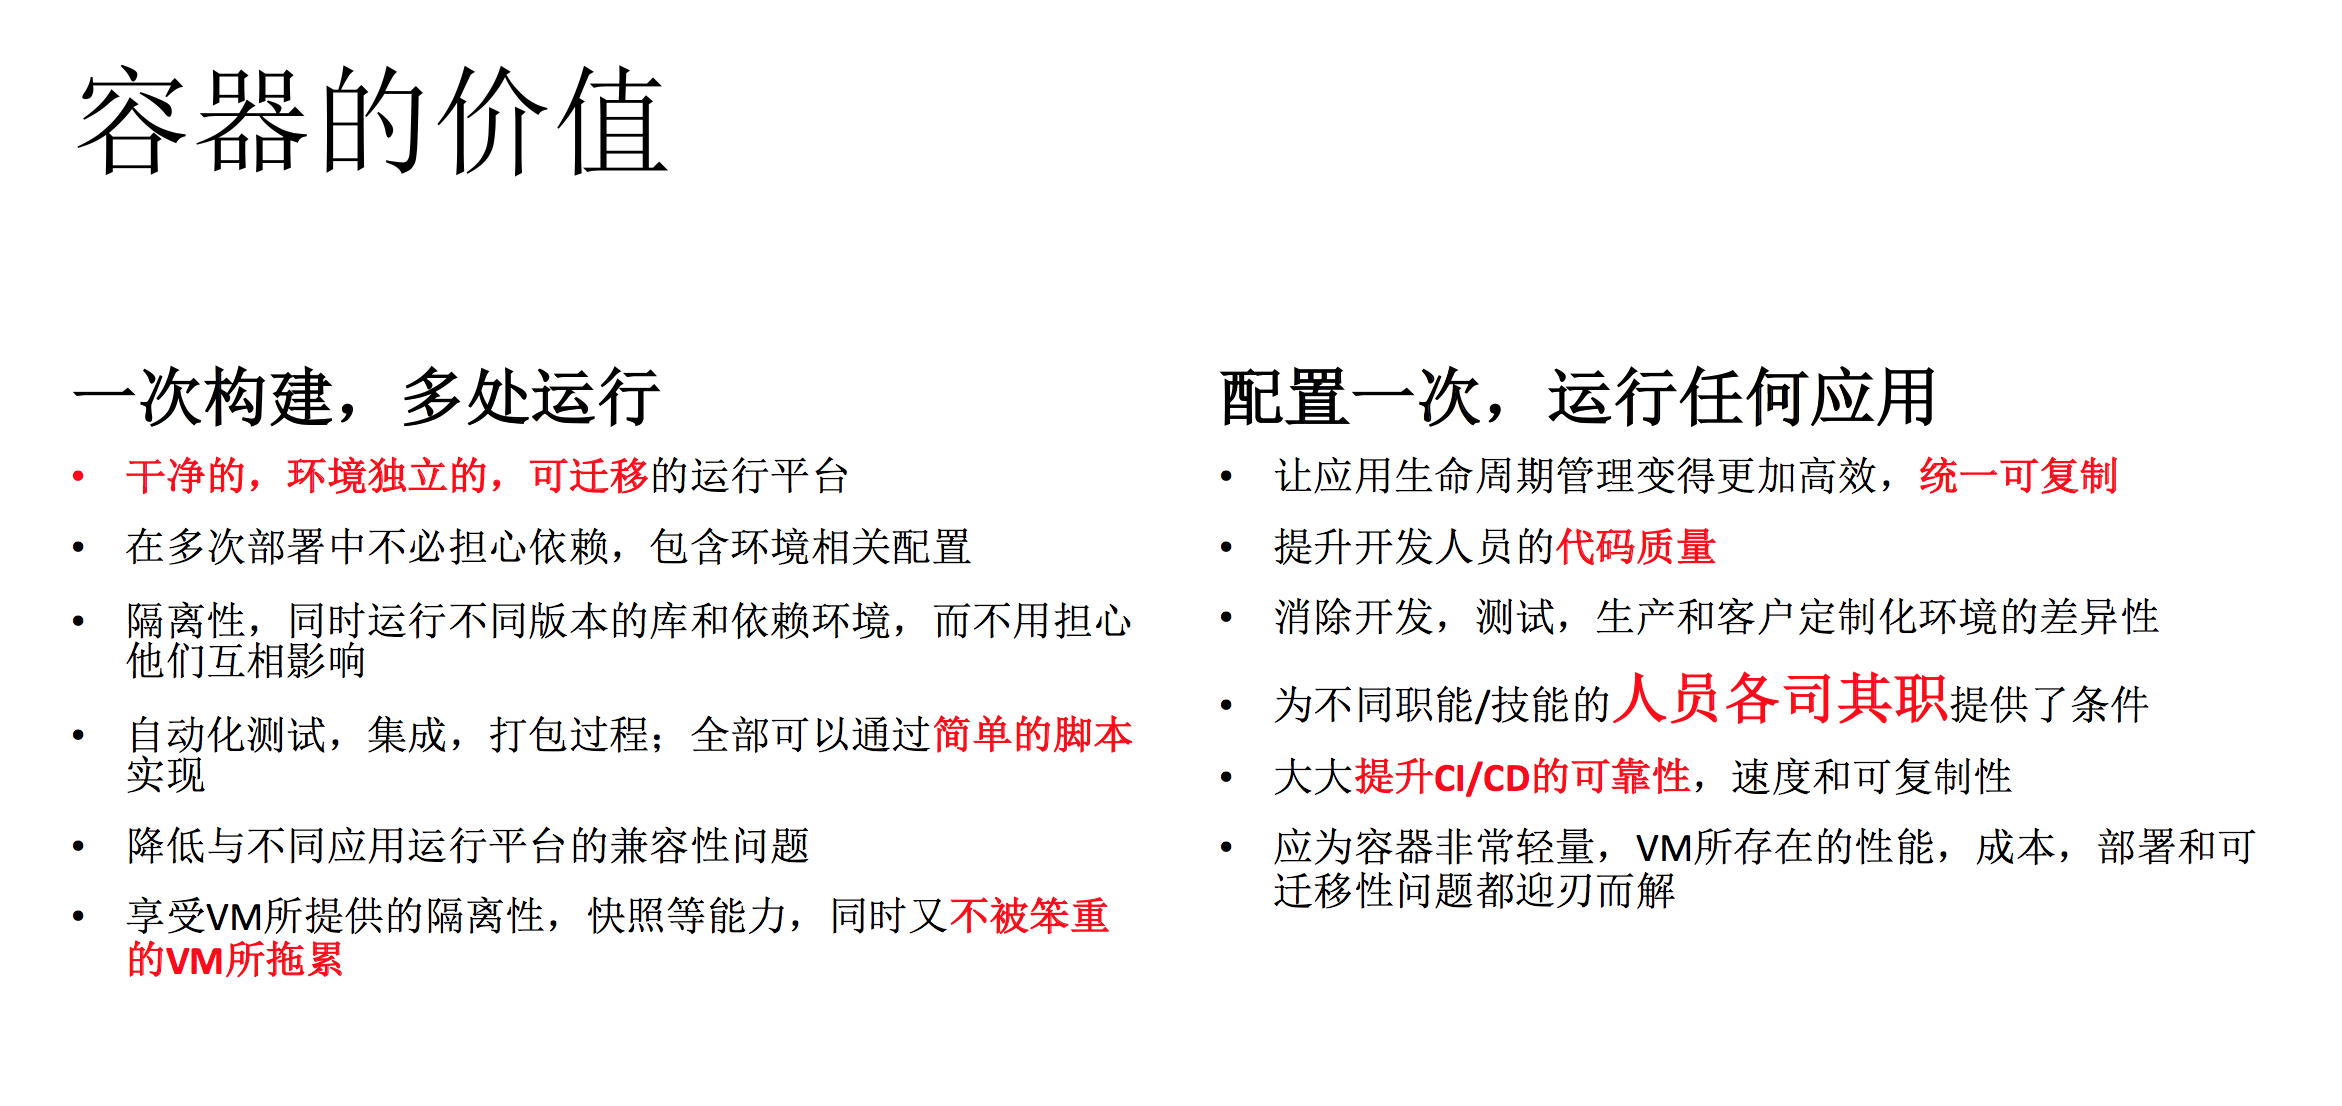 容器的价值
一次构建，多处运行
• 干净的，环境独立的，可迁移的运行平台
• 在多次部署中不必担心依赖，包含环境相关配置
• 隔离性，同时运行不同版本的库和依赖环境，而不用担心
他们互相影响
• 自动化测试，集成，打包过程；全部可以通过简单的脚本
实现
• 降低与不同应用运行平台的兼容性问题
• 享受VM所提供的隔离性，快照等能力，同时又不被笨重
的VM所拖累
配置一次，运行任何应用
• 让应用生命周期管理变得更加高效，统一可复制
• 提升开发人员的代码质量
• 消除开发，测试，生产和客户定制化环境的差异性
• 为不同职能/技能的人员各司其职提供了条件
• 大大提升CI/CD的可靠性，速度和可复制性
• 应为容器非常轻量，VM所存在的性能，成本，部署和可
迁移性问题都迎刃而解